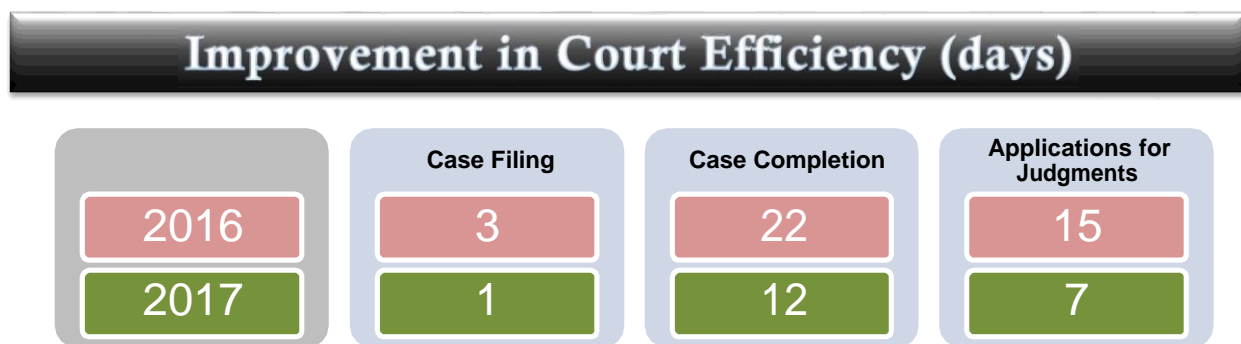 Improvement in Court Efficiency (days)
Case Filing
Case Completion
Applications for
Judgments
2016
3
22
15
2017
1
12
7